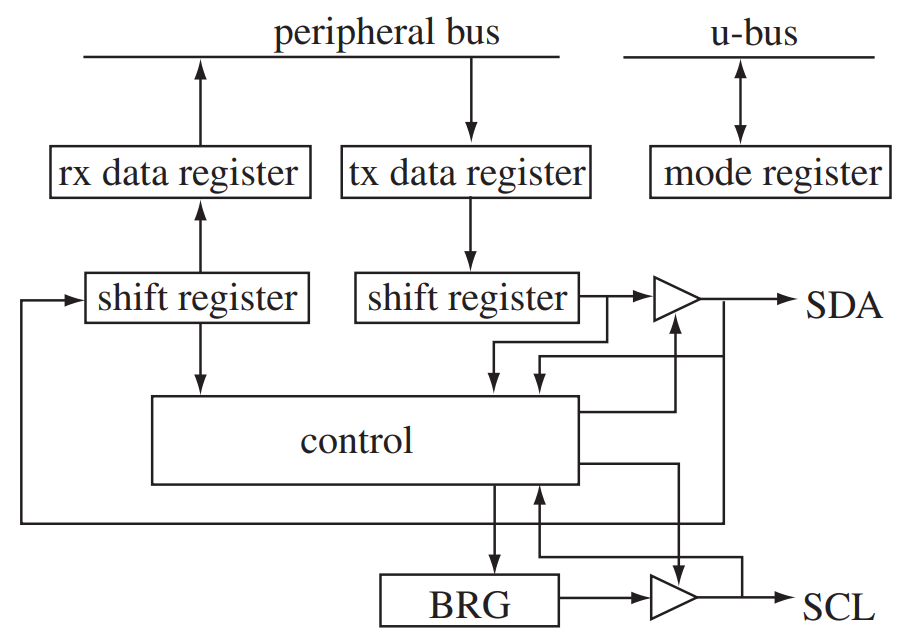 peripheral bus
u-bus
rx data register
tx data register
mode register
shift register
shift register
SDA
control
BRG
SCL